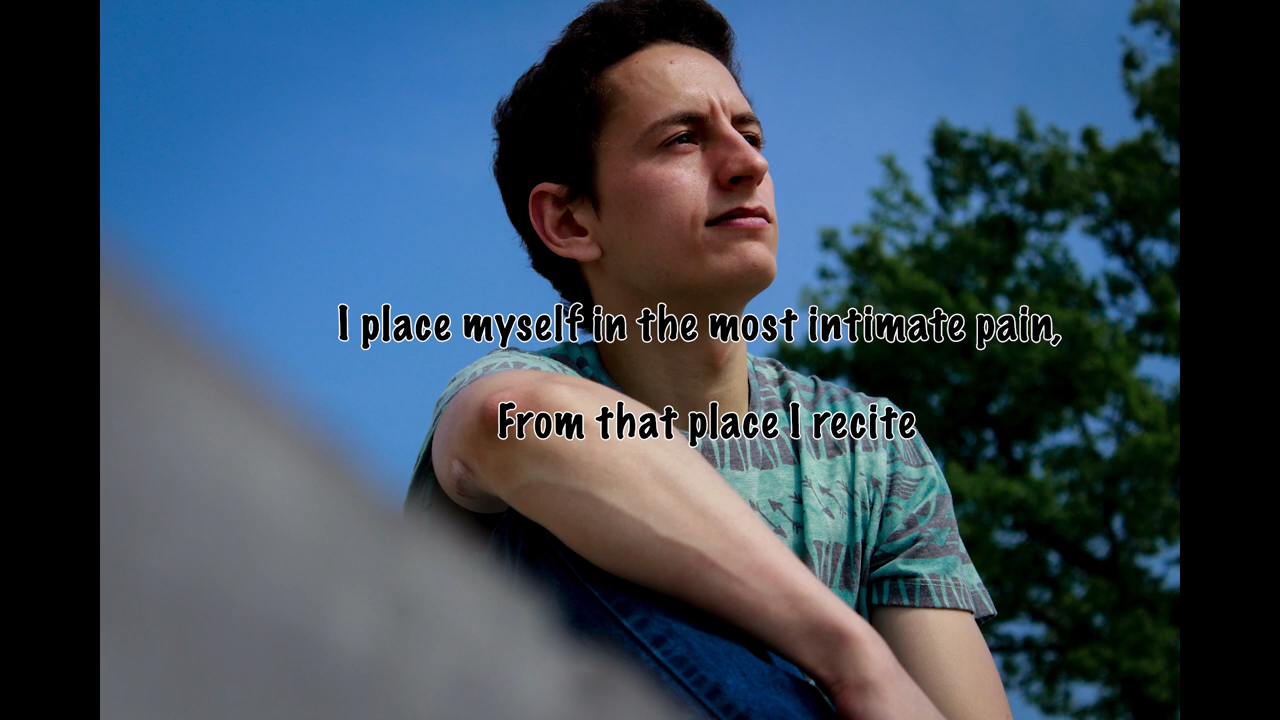 I place myself in the most intimate pain,
From that place I recite